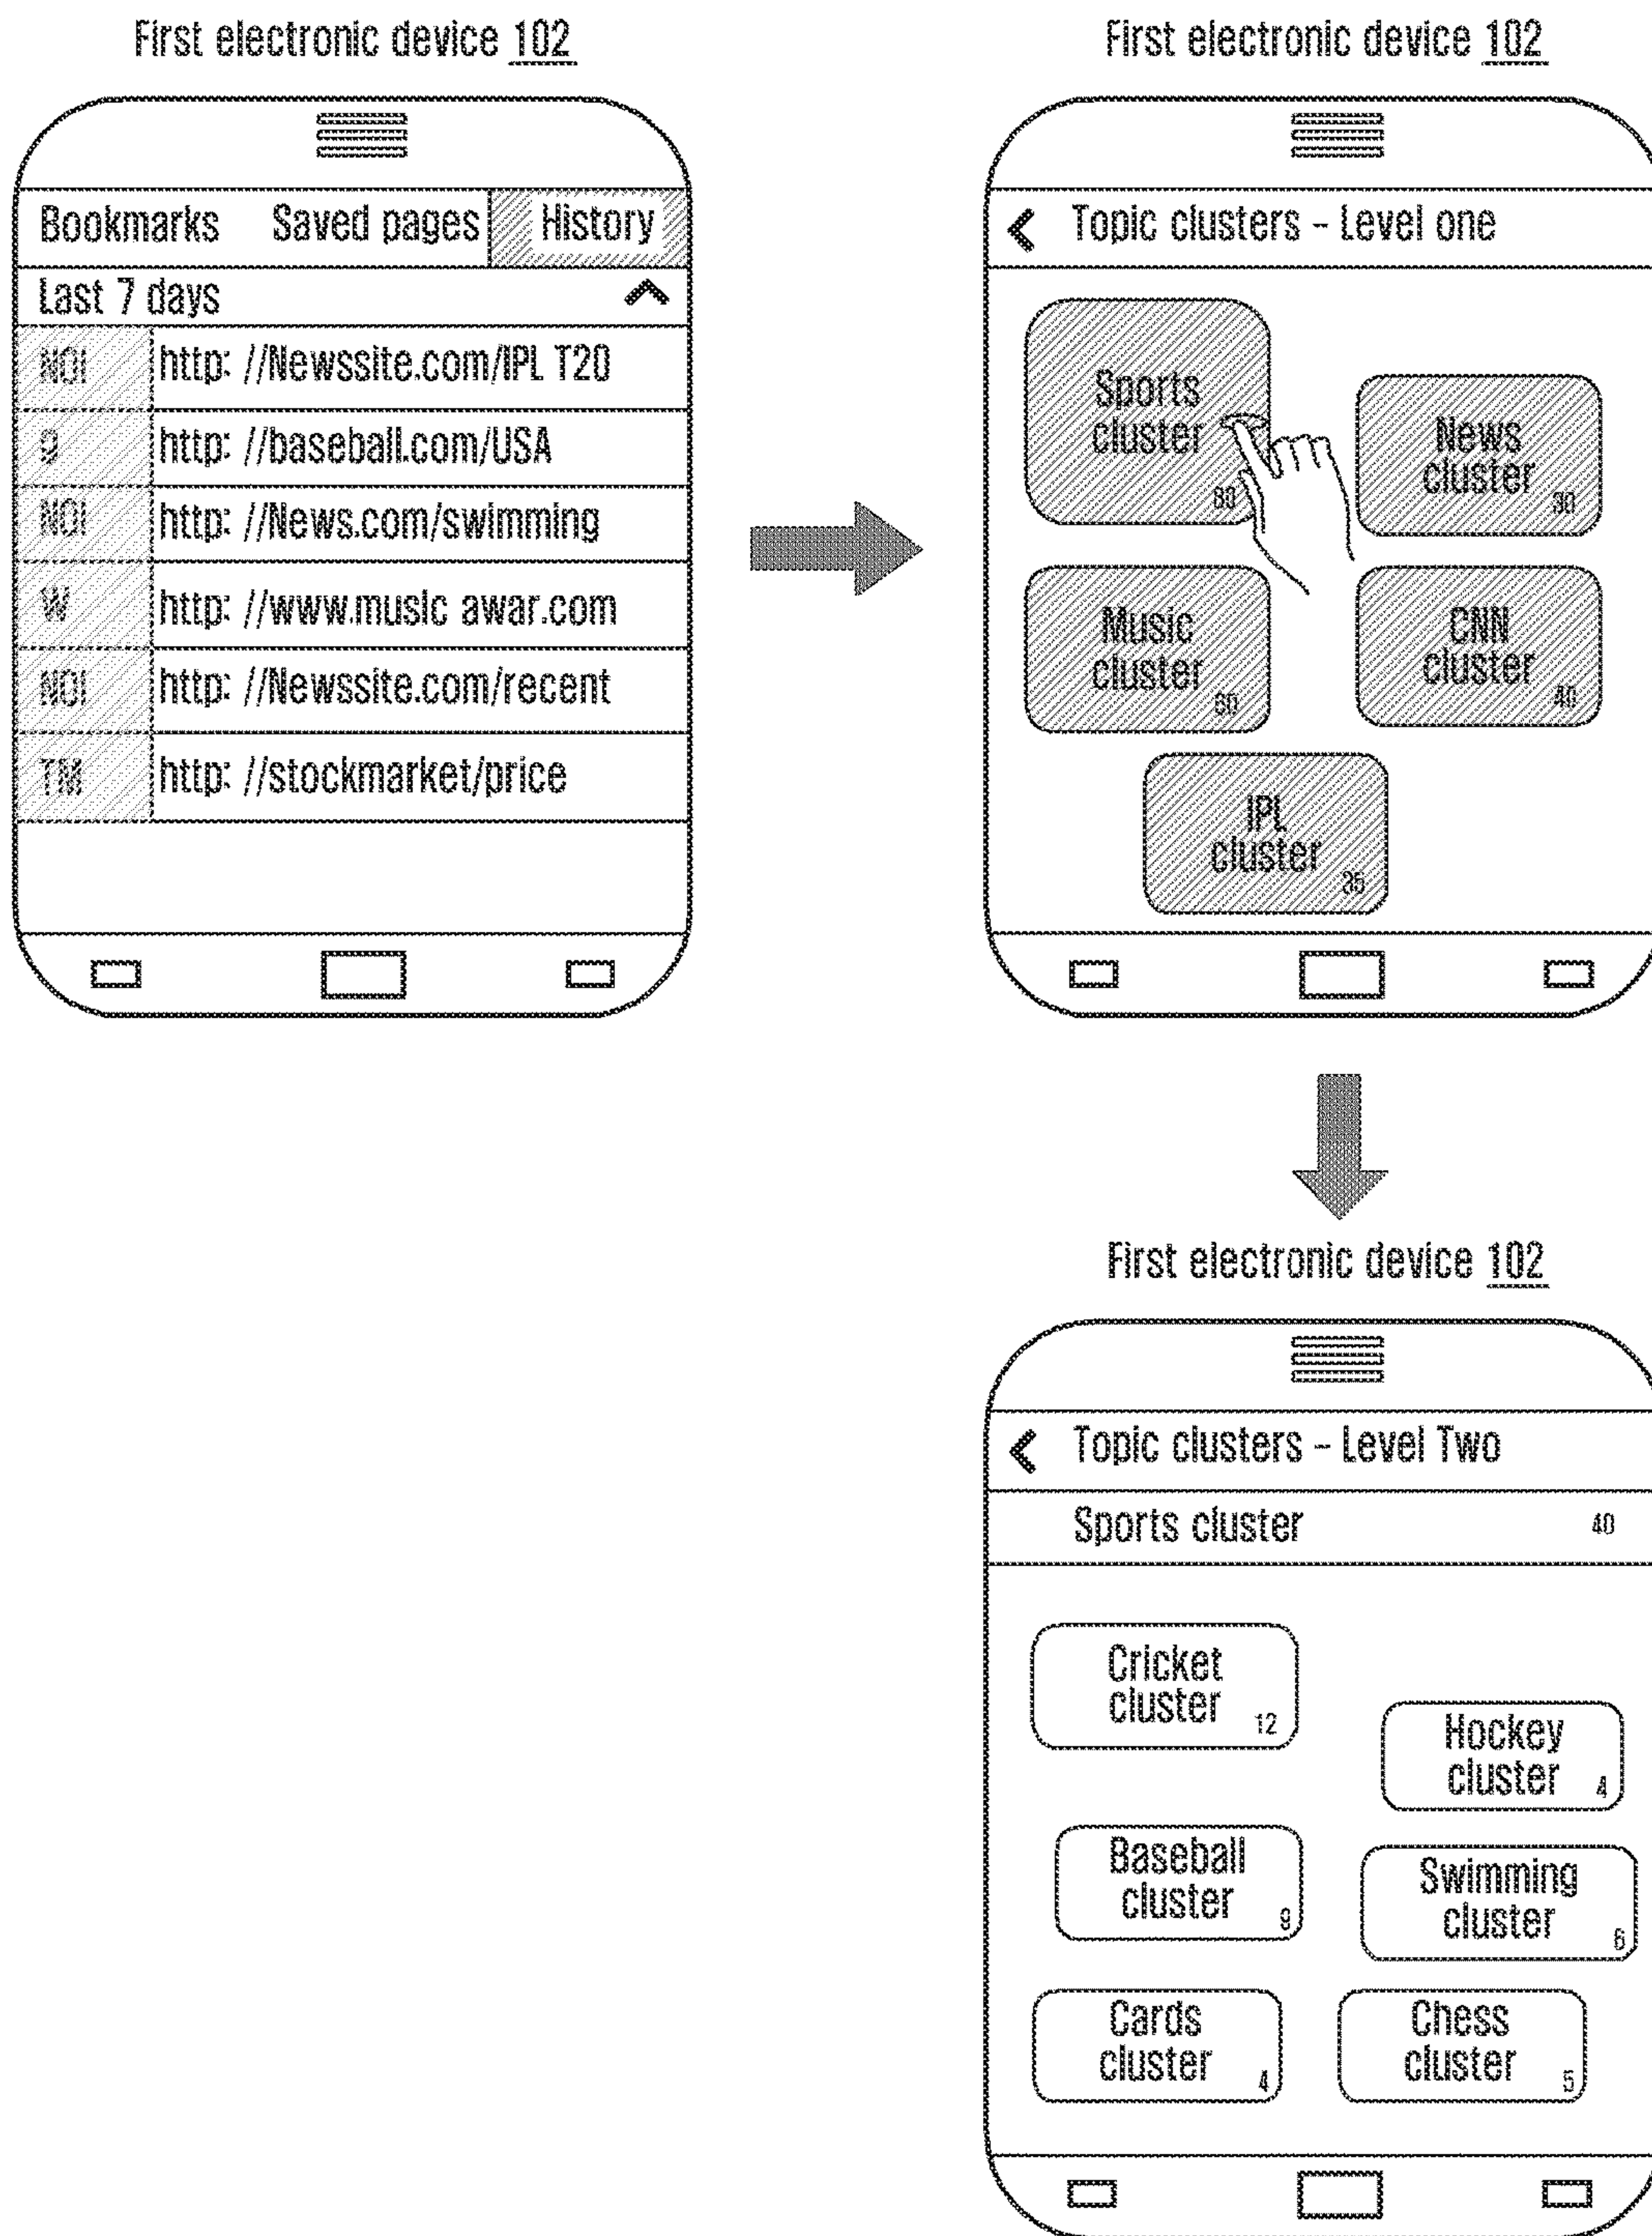 First electronic device 102
Bookmarks Saved pages History
Last 7 days
NOI http: //Newssite.com/IPL T20
9 http: //baseball.com/USA
NOI http: //News.com/swimming
W http: //www.music awar.com
NOI http: //Newssite.com/recent
TM http: //stockmarket/price
First electronic device 102
Topic clusters - Level one
Sports
cluster
News
cluster
30
Music
cluster
60
CNN
cluster
40
IPL
cluster
35
First electronic device 102
Topic clusters - Level Two
Sports cluster 40
Cricket
cluster
12
Hockey
cluster
4
Baseball
cluster
9
Swimming
cluster
6
Cards
cluster
4
Chess
cluster
5